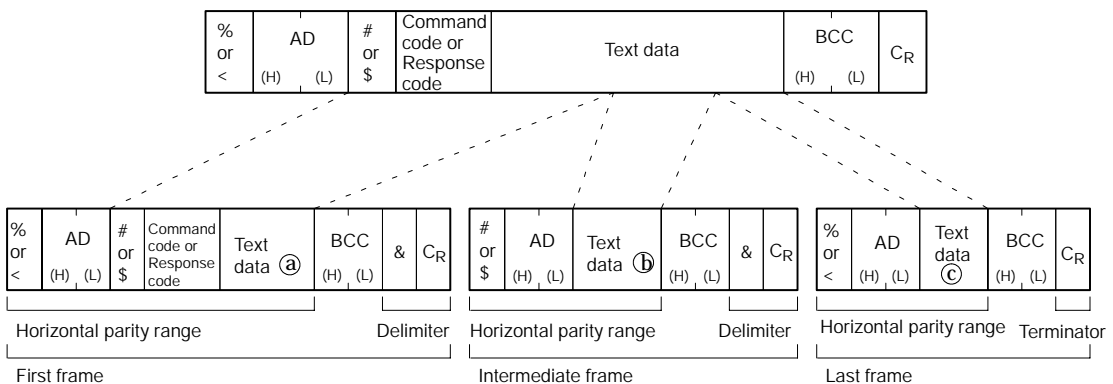 % or < AD (H) (L) # or $ Command code or Response code Text data BCC (H) (L) CR
% or < AD (H) (L) # or $ Command code or Response code Text data ⓐ BCC (H) (L) & CR
# or $ AD (H) (L) Text data ⓑ BCC (H) (L) & CR
% or < AD (H) (L) Text data ⓒ BCC (H) (L) CR
Horizontal parity range Delimiter Horizontal parity range Delimiter Horizontal parity range Terminator
First frame Intermediate frame Last frame